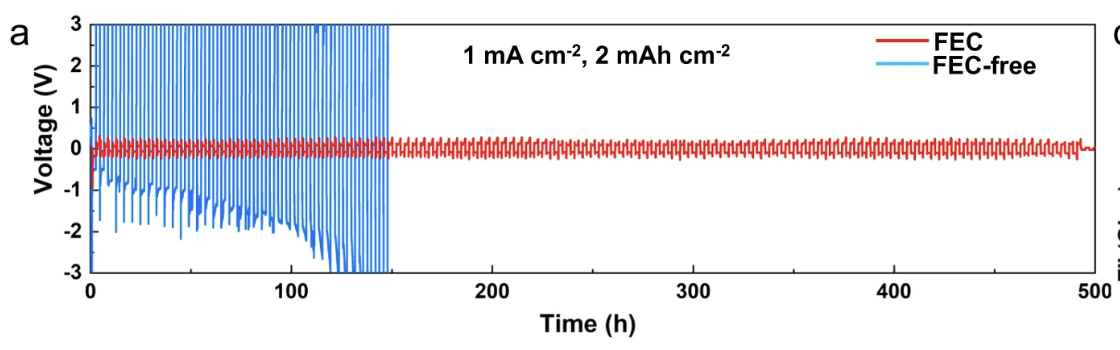 a
3
2
1
0
-1
-2
-3
Voltage (V)
1 mA cm-2, 2 mAh cm-2
FEC
FEC-free
0 100 200 300 400 500
Time (h)